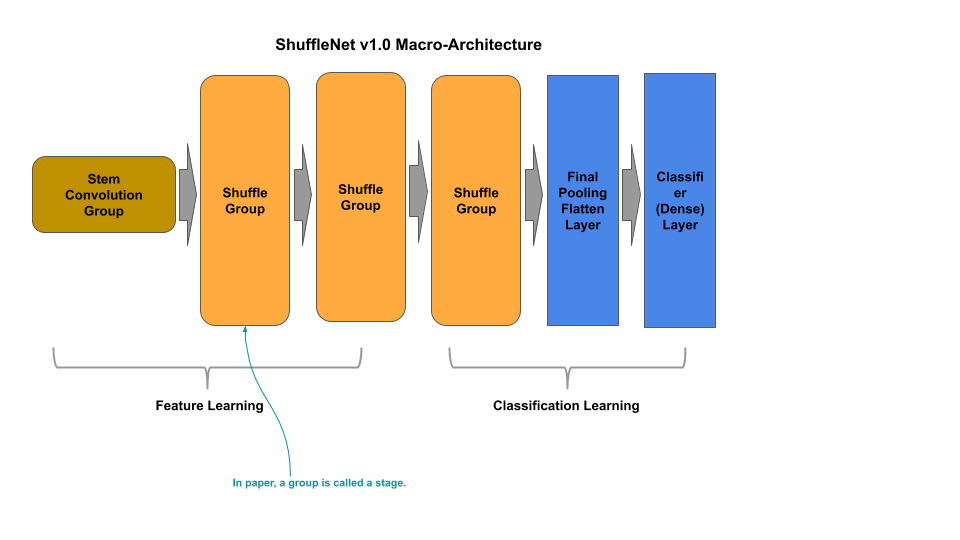 ShuffleNet v1.0 Macro-Architecture
Stem
Convolution
Group
Shuffle
Group
Shuffle
Group
Shuffle
Group
Final
Pooling
Flatten
Layer
Classifi
er
(Dense)
Layer
Feature Learning
Classification Learning
In paper, a group is called a stage.